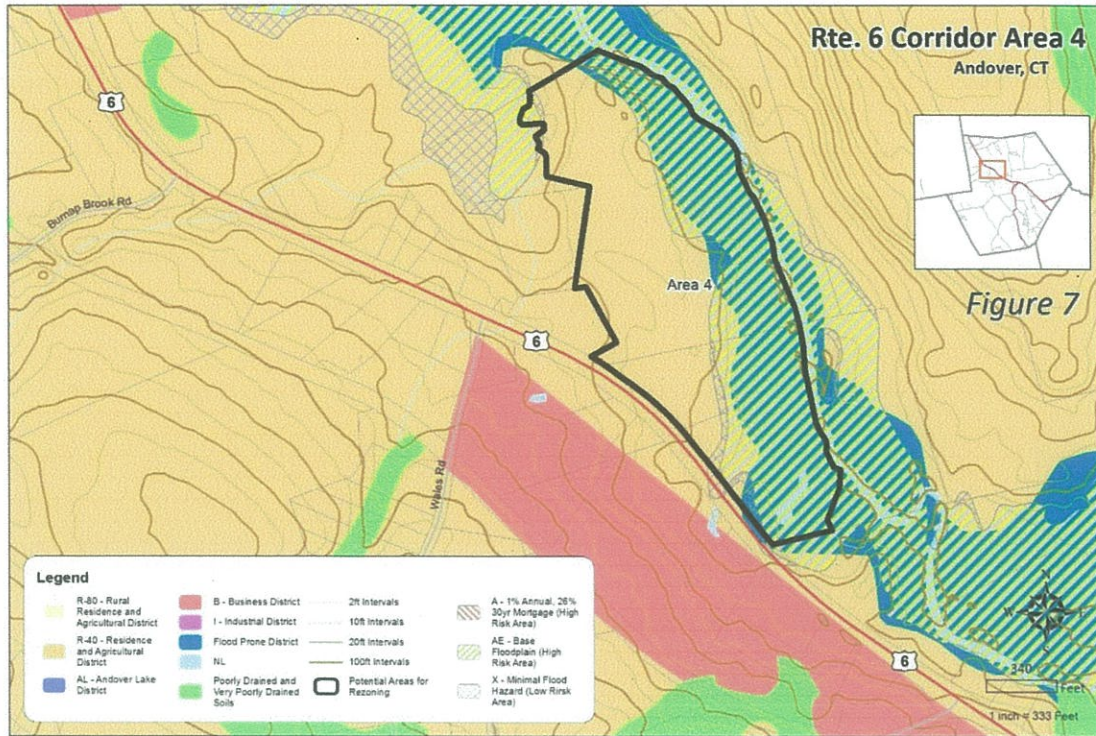 Rte. 6 Corridor Area 4
Andover, CT
6
Burnap Brook Rd
Area 4
Figure 7
6
Wales Rd
6
Legend
R-80 - Rural
Residence and
Agricultural District
R-40 - Residence
and Agricultural
District
AL - Andover Lake
District
B - Business District
I - Industrial District
Flood Prone District
NL
Poorly Drained and
Very Poorly Drained
Soils
2ft Intervals
10ft Intervals
20ft Intervals
100ft Intervals
Potential Areas for
Rezoning
A - 1% Annual, 26%
30yr Mortgage (High
Risk Area)
AE - Base
Floodplain (High
Risk Area)
X - Minimal Flood
Hazard (Low Rirsk
Area)
N
E
S
340
Feet
1 inch = 333 Feet